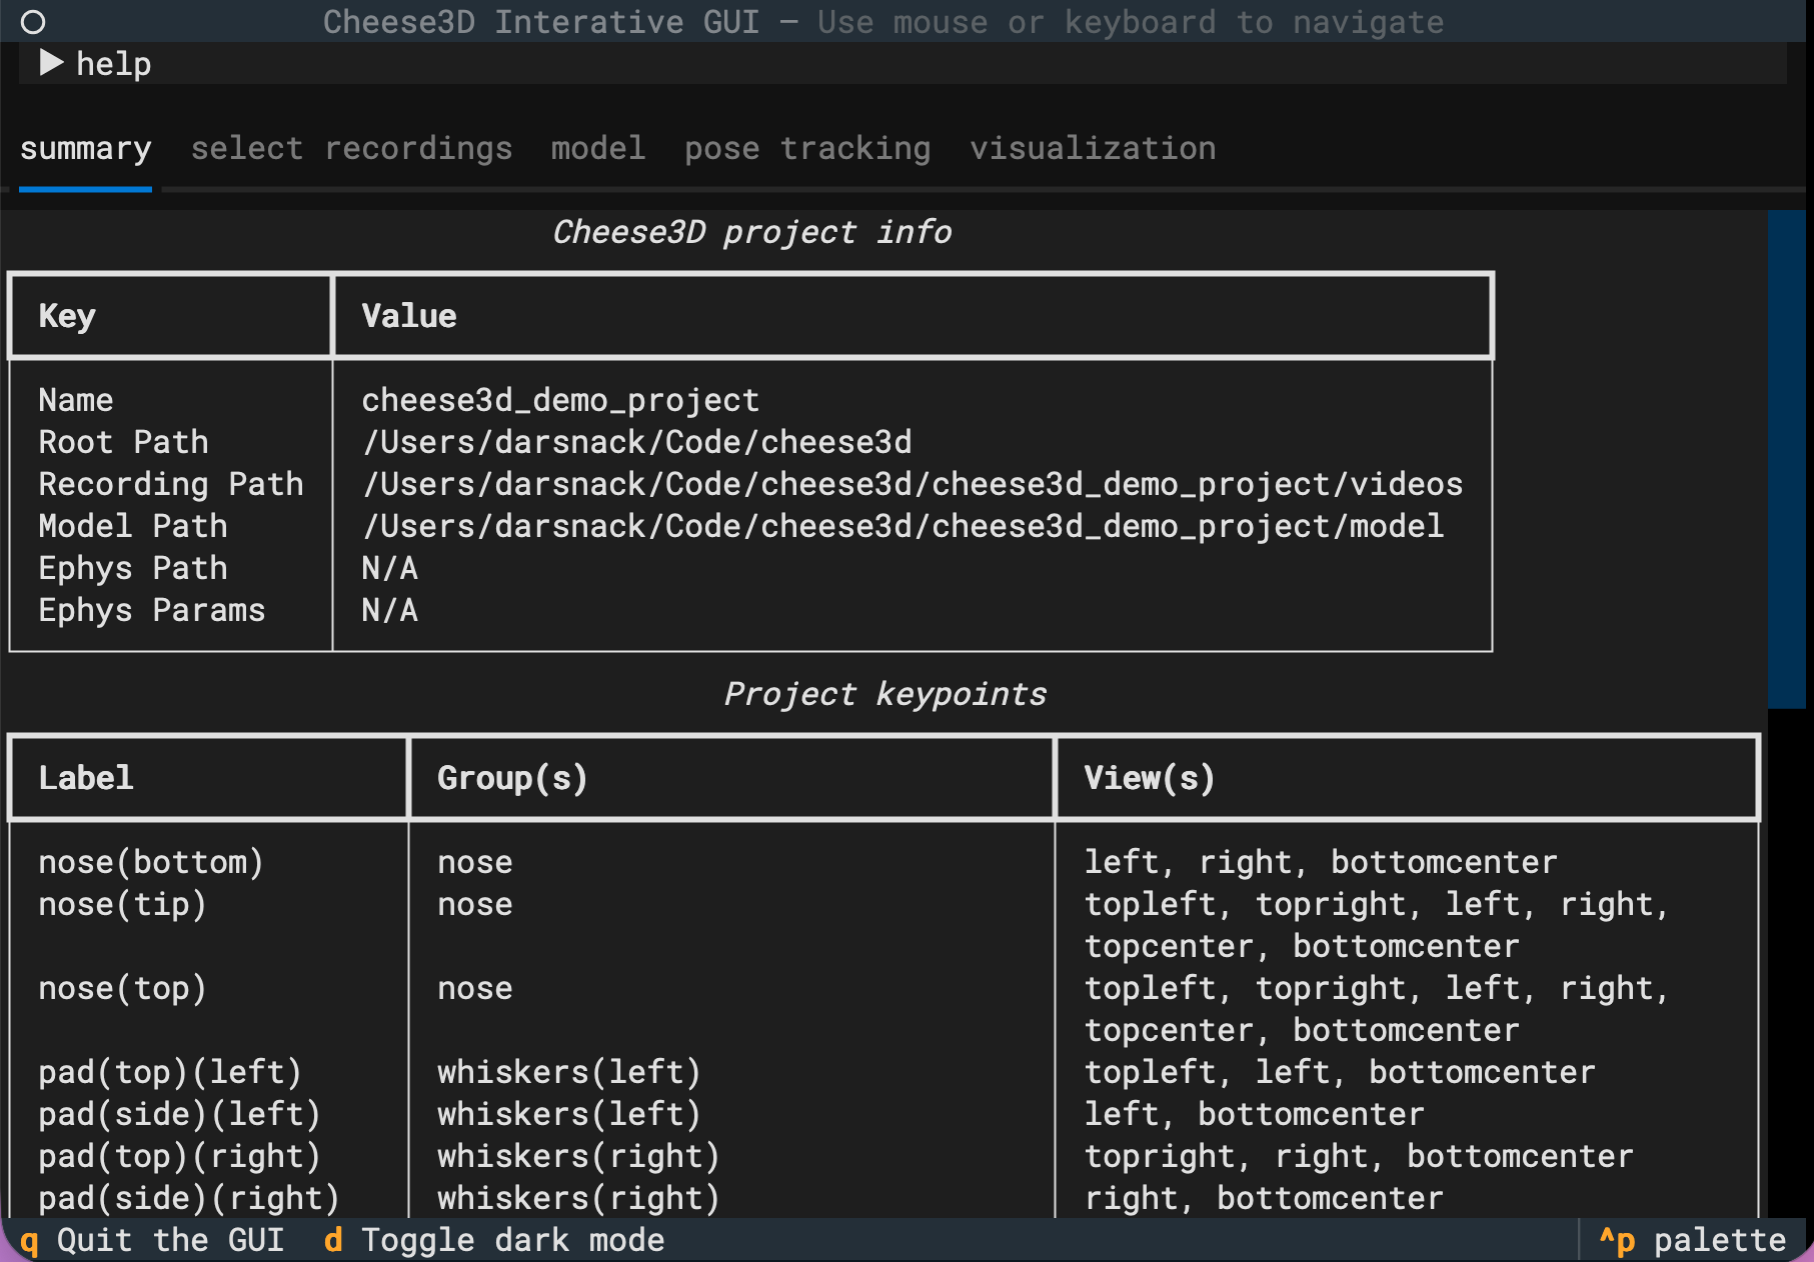 Cheese3D Interative GUI — Use mouse or keyboard to navigate
▶ help
summary select recordings model pose tracking visualization
Cheese3D project info
Key Value
Name cheese3d_demo_project
Root Path /Users/darsnack/Code/cheese3d
Recording Path /Users/darsnack/Code/cheese3d/cheese3d_demo_project/videos
Model Path /Users/darsnack/Code/cheese3d/cheese3d_demo_project/model
Ephys Path N/A
Ephys Params N/A
Project keypoints
Label Group(s) View(s)
nose(bottom) nose left, right, bottomcenter
nose(tip) nose topleft, topright, left, right,
topcenter, bottomcenter
nose(top) nose topleft, topright, left, right,
topcenter, bottomcenter
pad(top)(left) whiskers(left) topleft, left, bottomcenter
pad(side)(left) whiskers(left) left, bottomcenter
pad(top)(right) whiskers(right) topright, right, bottomcenter
pad(side)(right) whiskers(right) right, bottomcenter
q Quit the GUI d Toggle dark mode ^p palette